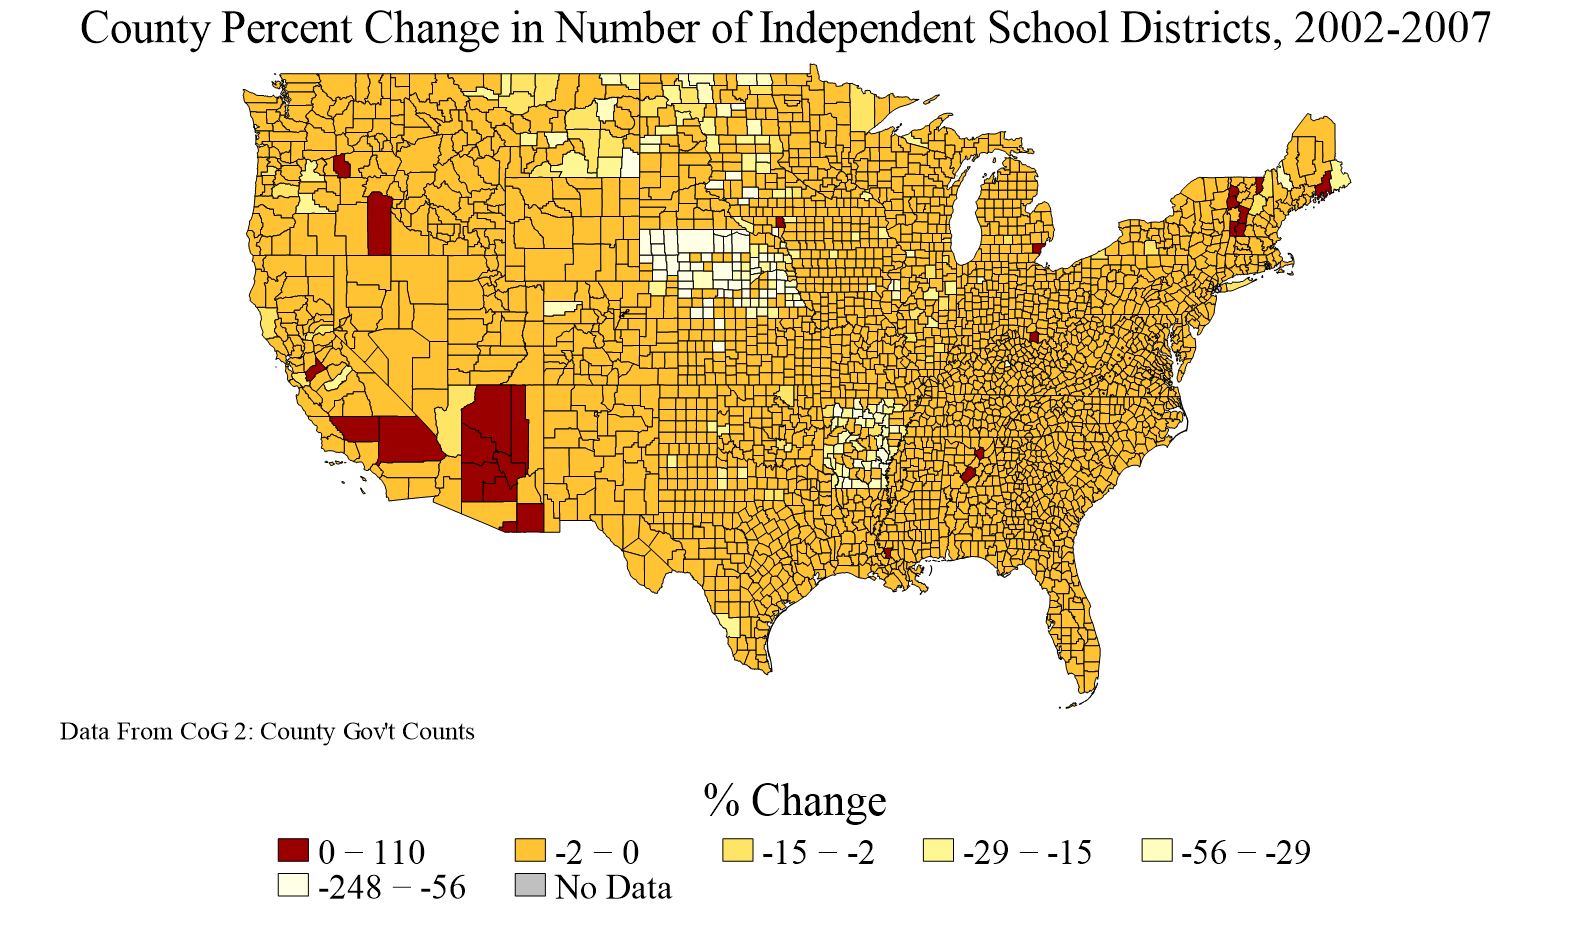 County Percent Change in Number of Independent School Districts, 2002-2007
Data From CoG 2: County Gov't Counts
% Change
0 − 110
-2 − 0
-15 − -2
-29 − -15
-56 − -29
-248 − -56
No Data